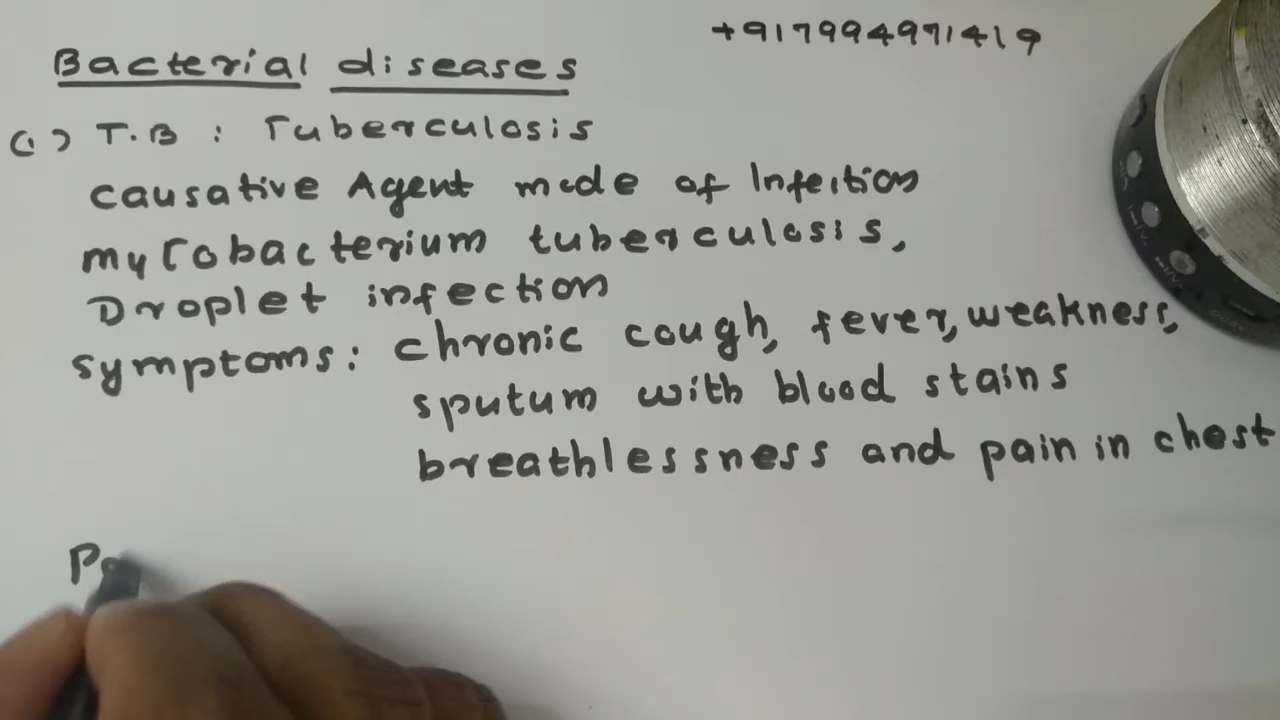 +917994971419
Bacterial diseases
(1) T.B : Tuberculosis
causative Agent mode of Infection
mycobacterium tuberculosis,
Droplet infection
symptoms: chronic cough, fever, weakness,
sputum with blood stains
breathlessness and pain in chest